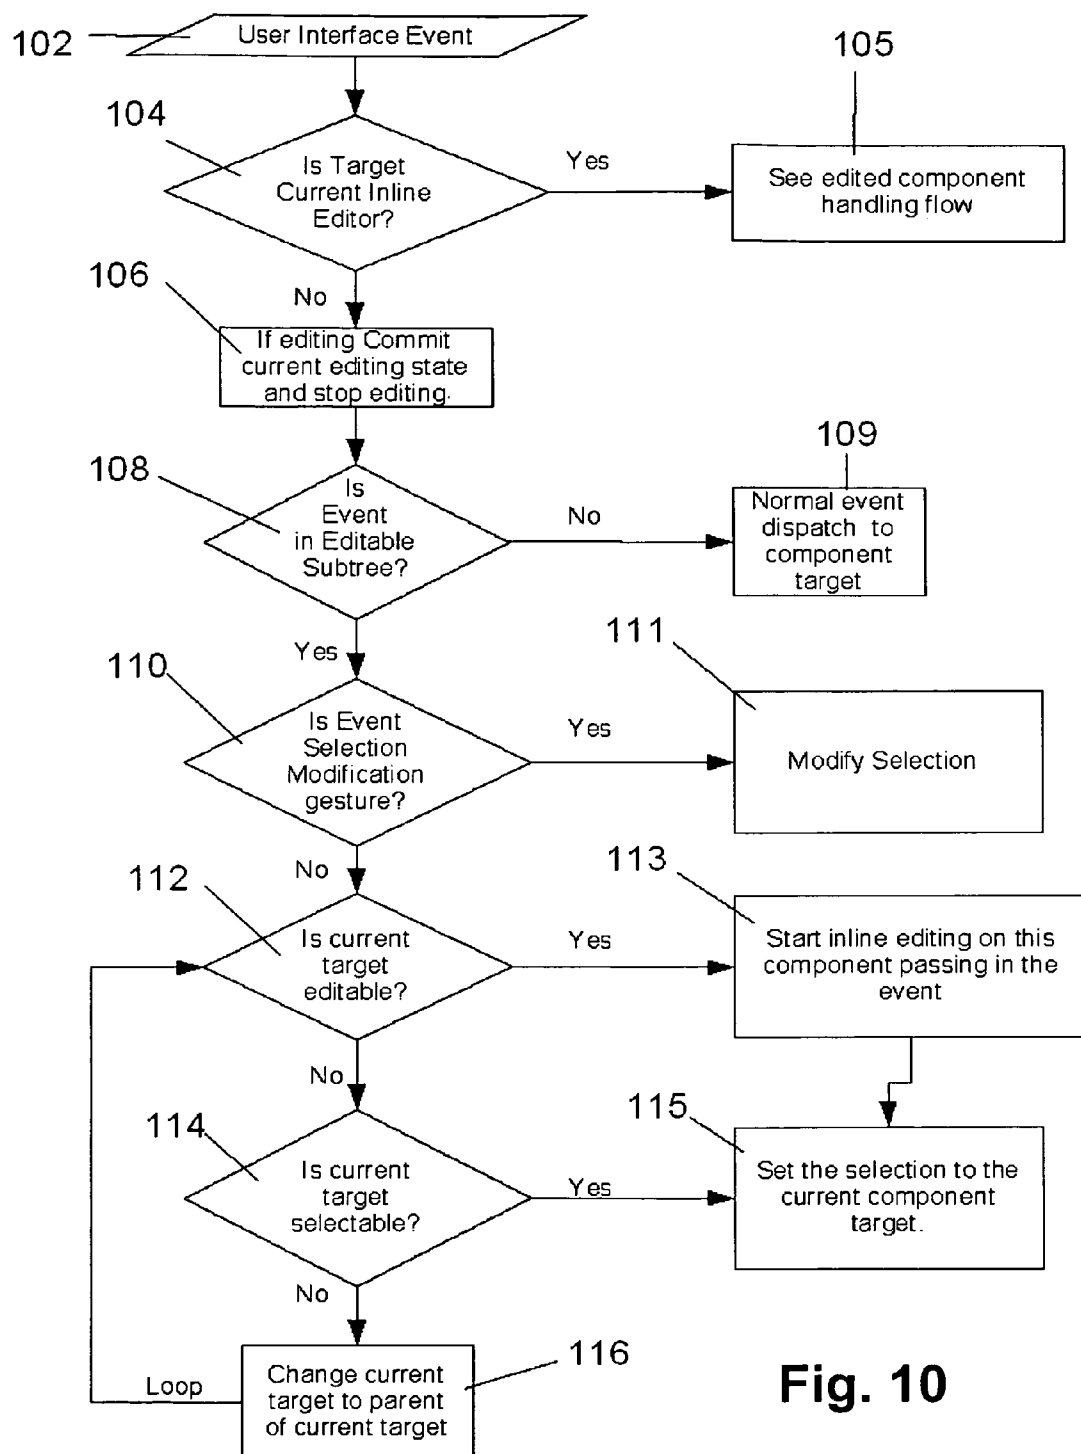 102
User Interface Event
104
Is Target
Current Inline
Editor?
Yes
105
See edited component
handling flow
No
106
If editing Commit
current editing state
and stop editing.
108
Is
Event
in Editable
Subtree?
No
109
Normal event
dispatch to
component
target
Yes
110
Is Event
Selection
Modification
gesture?
Yes
111
Modify Selection
No
112
Is current
target
editable?
Yes
113
Start inline editing on this
component passing in the
event
No
114
Is current
target
selectable?
Yes
115
Set the selection to the
current component
target.
No
116
Change current
target to parent
of current target
Loop
Fig. 10